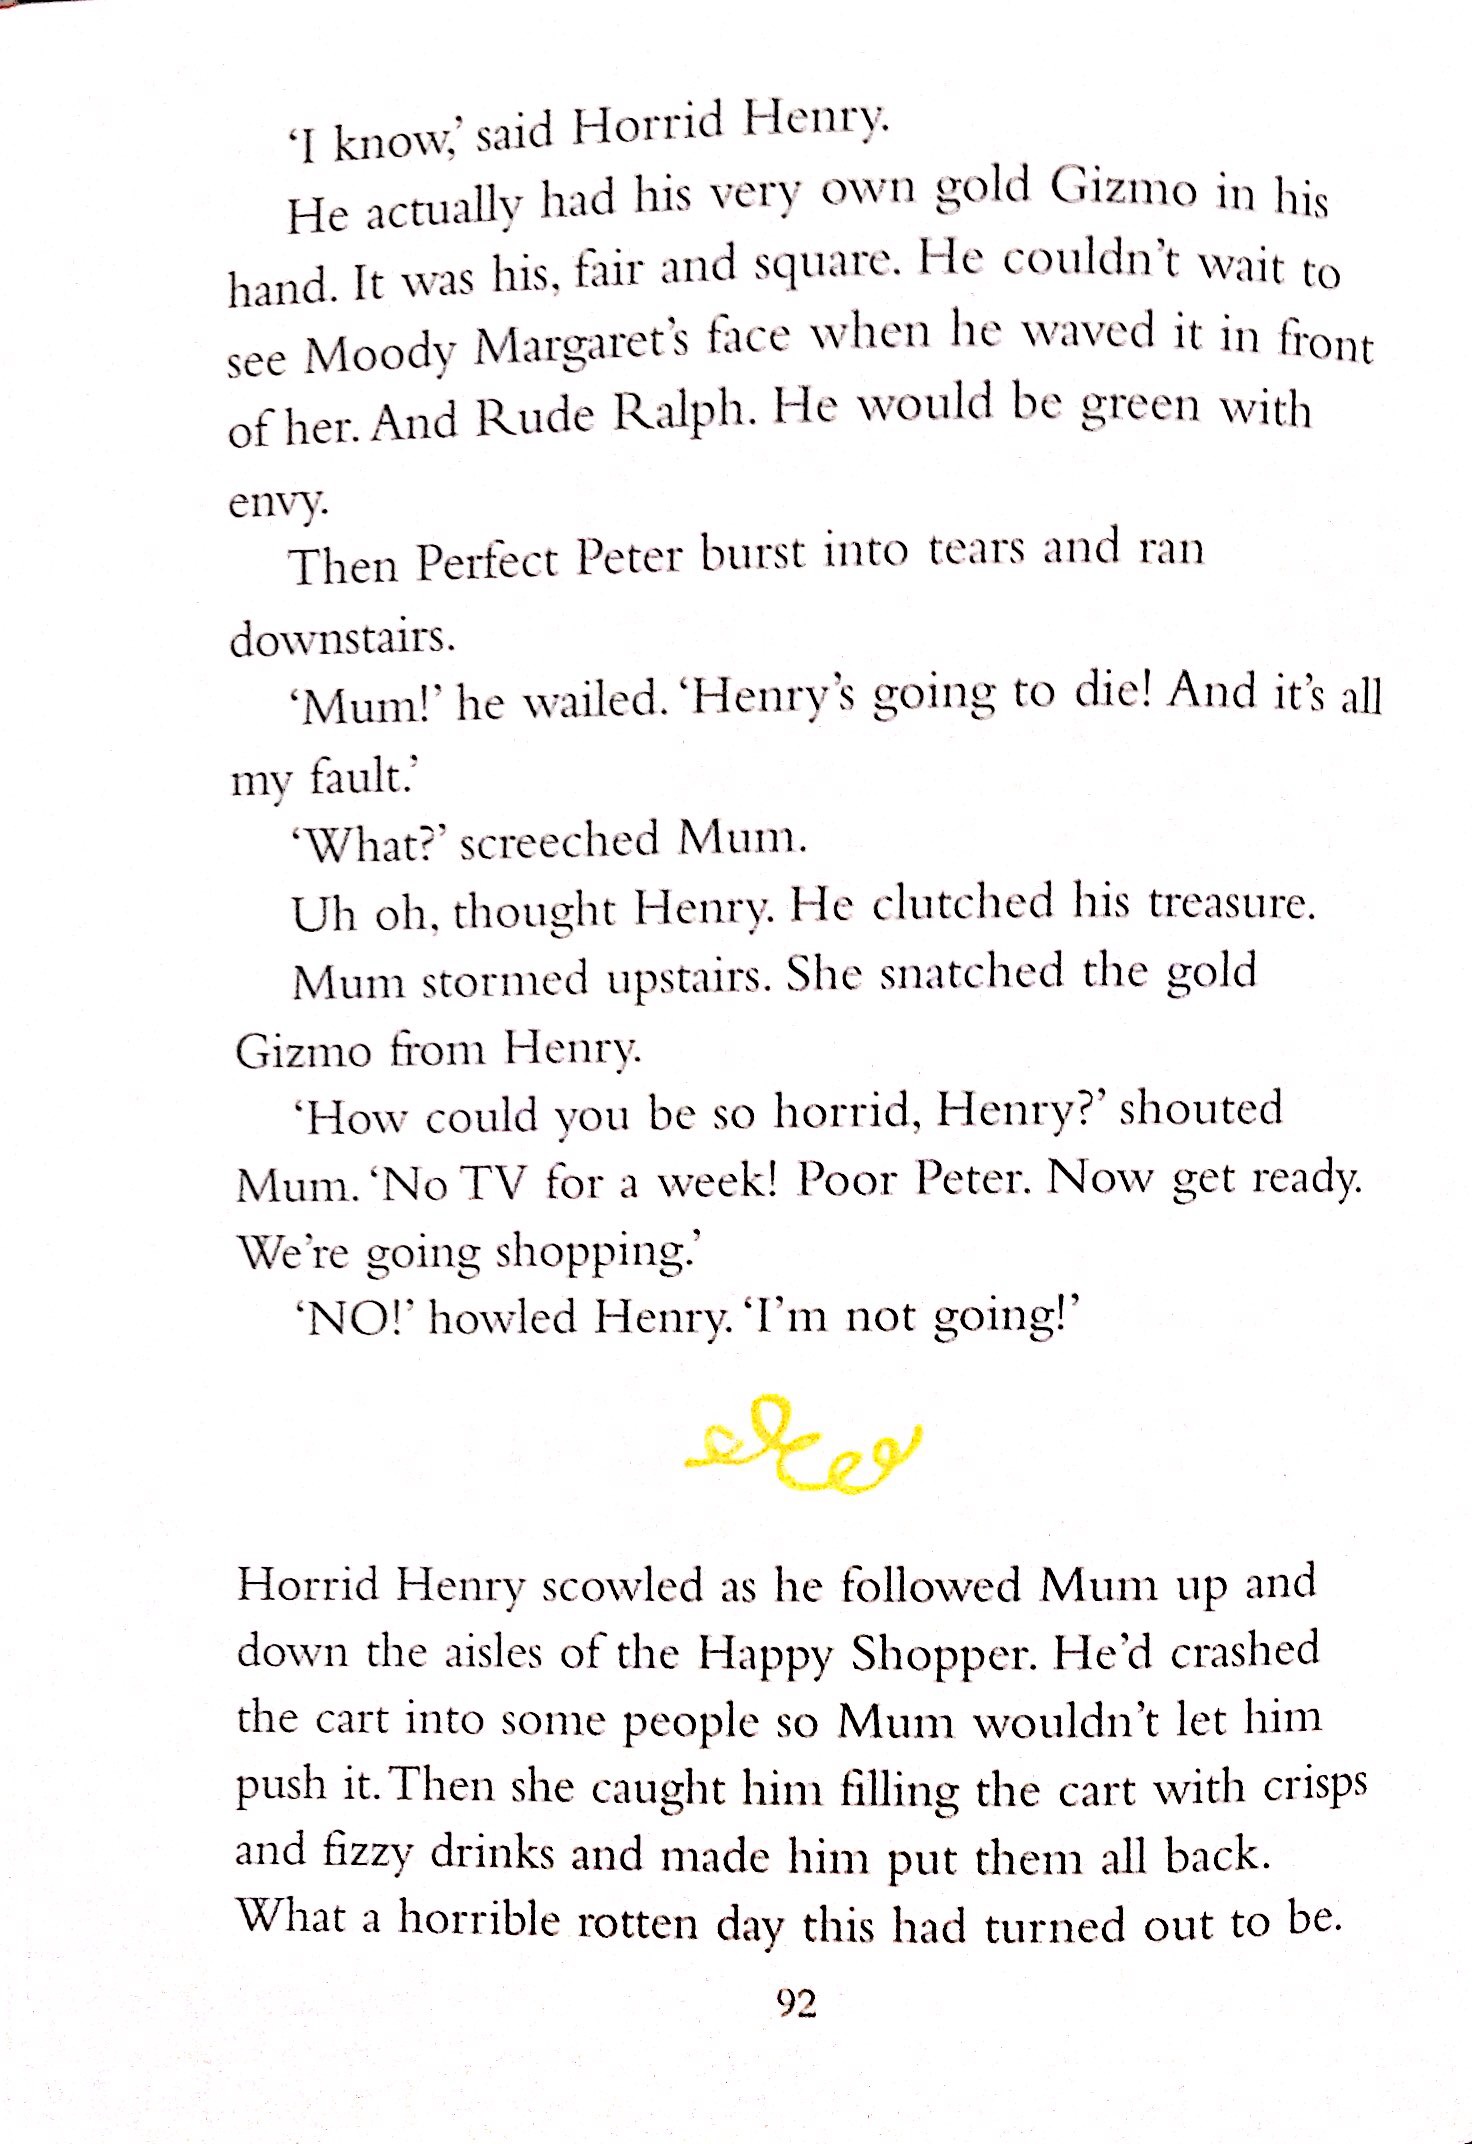 ‘I know,’ said Horrid Henry.
He actually had his very own gold Gizmo in his
hand. It was his, fair and square. He couldn’t wait to
see Moody Margaret’s face when he waved it in front
of her. And Rude Ralph. He would be green with
envy.
Then Perfect Peter burst into tears and ran
downstairs.
‘Mum!’ he wailed. ‘Henry’s going to die! And it’s all
my fault.’
‘What?’ screeched Mum.
Uh oh, thought Henry. He clutched his treasure.
Mum stormed upstairs. She snatched the gold
Gizmo from Henry.
‘How could you be so horrid, Henry?’ shouted
Mum. ‘No TV for a week! Poor Peter. Now get ready.
We’re going shopping.’
‘NO!’ howled Henry. ‘I’m not going!’
Horrid Henry scowled as he followed Mum up and
down the aisles of the Happy Shopper. He’d crashed
the cart into some people so Mum wouldn’t let him
push it. Then she caught him filling the cart with crisps
and fizzy drinks and made him put them all back.
What a horrible rotten day this had turned out to be.
92